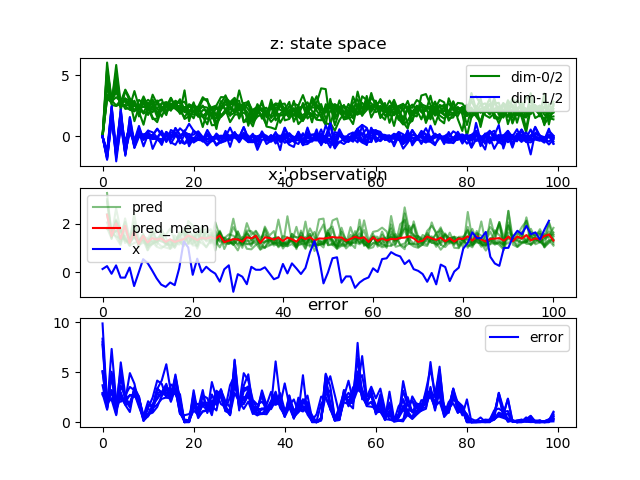 z: state space
5
0
dim-0/2
dim-1/2
0 20 40 60 80 100
x: observation
2
0
pred
pred_mean
x
0 20 40 60 80 100
error
10
5
0
error
0 20 40 60 80 100